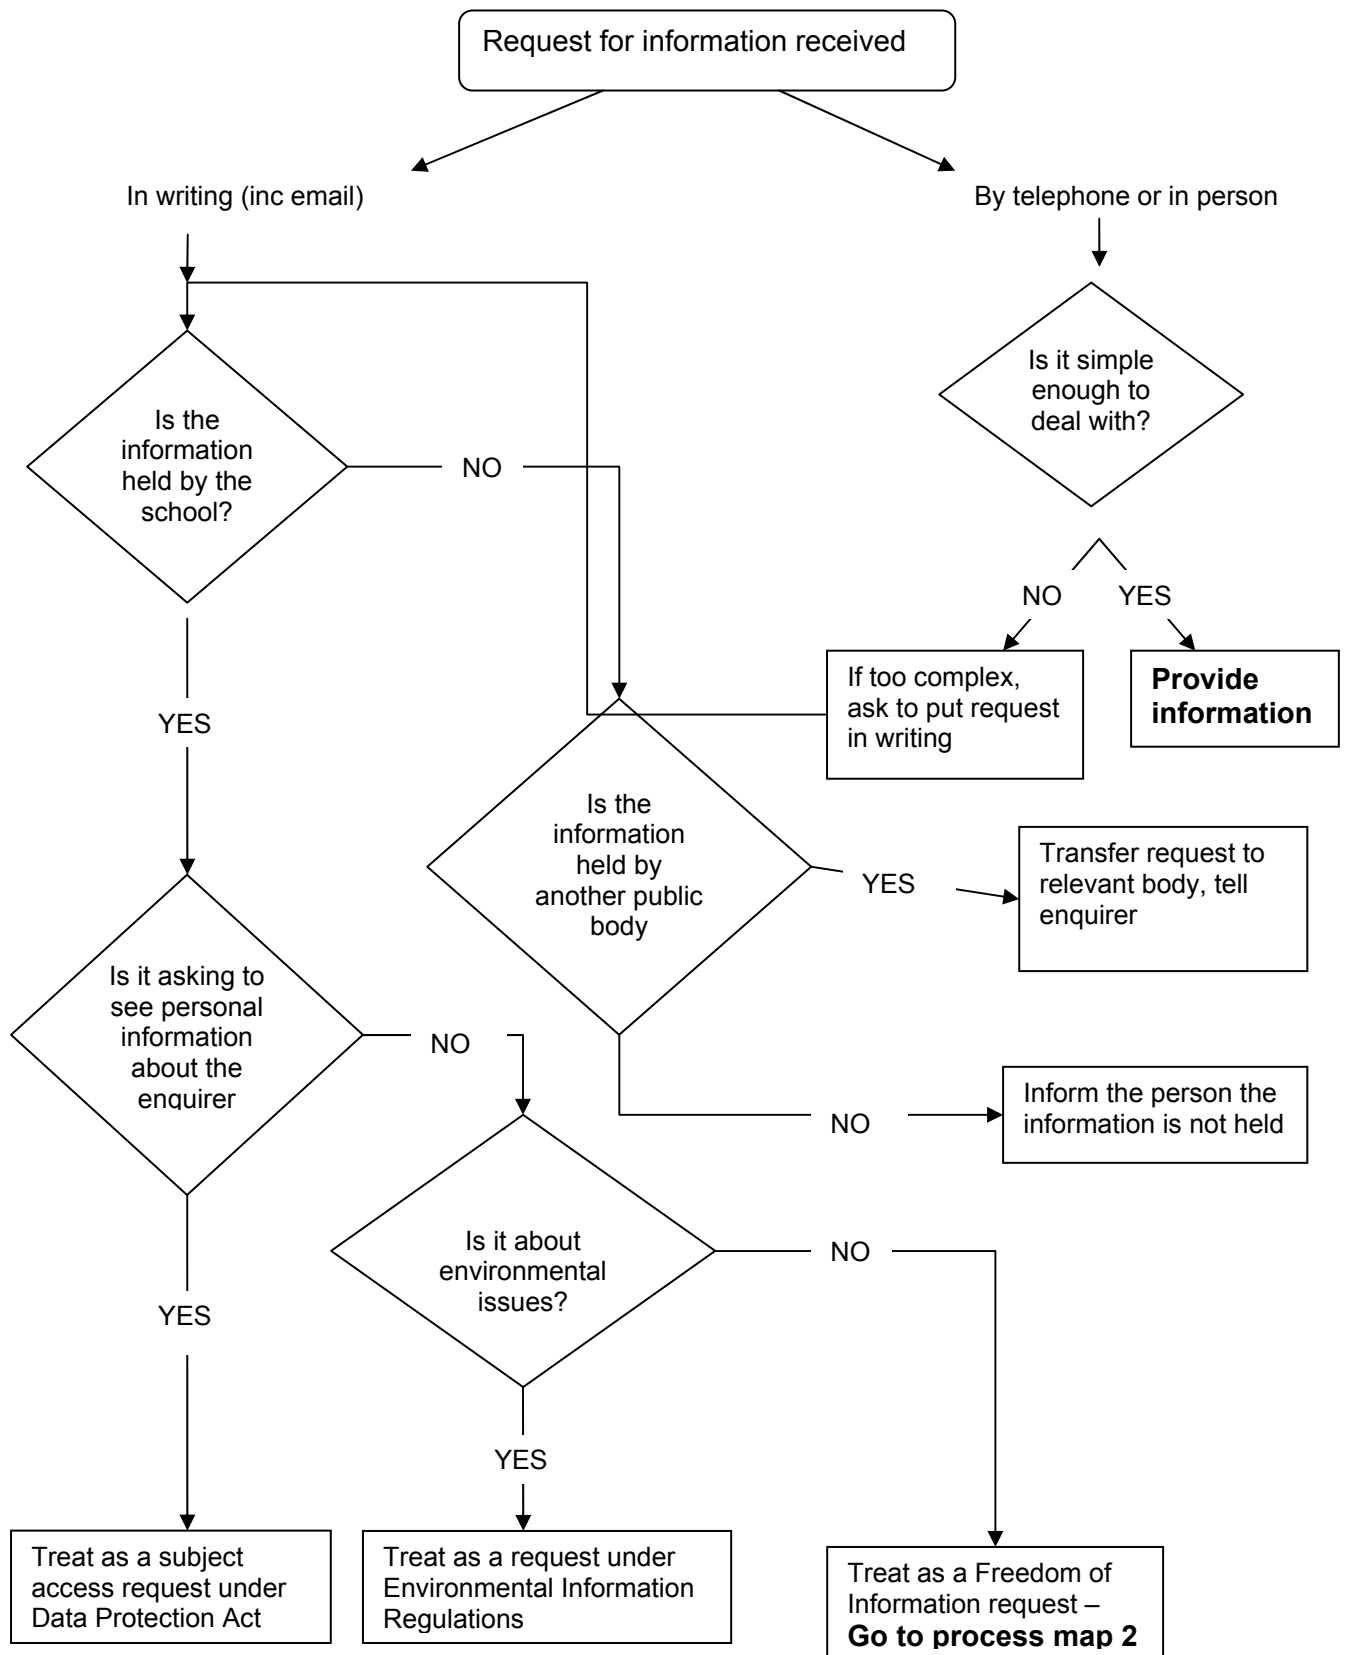 Request for information received
In writing (inc email)
By telephone or in person
Is it simple
enough to
deal with?
Is the
information
held by the
school?
NO
NO
YES
If too complex,
ask to put request
in writing
Provide
information
YES
Is the
information
held by
another public
body
YES
Transfer request to
relevant body, tell
enquirer
Is it asking to
see personal
information
about the
enquirer
NO
Inform the person the
information is not held
NO
Is it about
environmental
issues?
NO
YES
YES
Treat as a subject
access request under
Data Protection Act
Treat as a request under
Environmental Information
Regulations
Treat as a Freedom of
Information request –
Go to process map 2